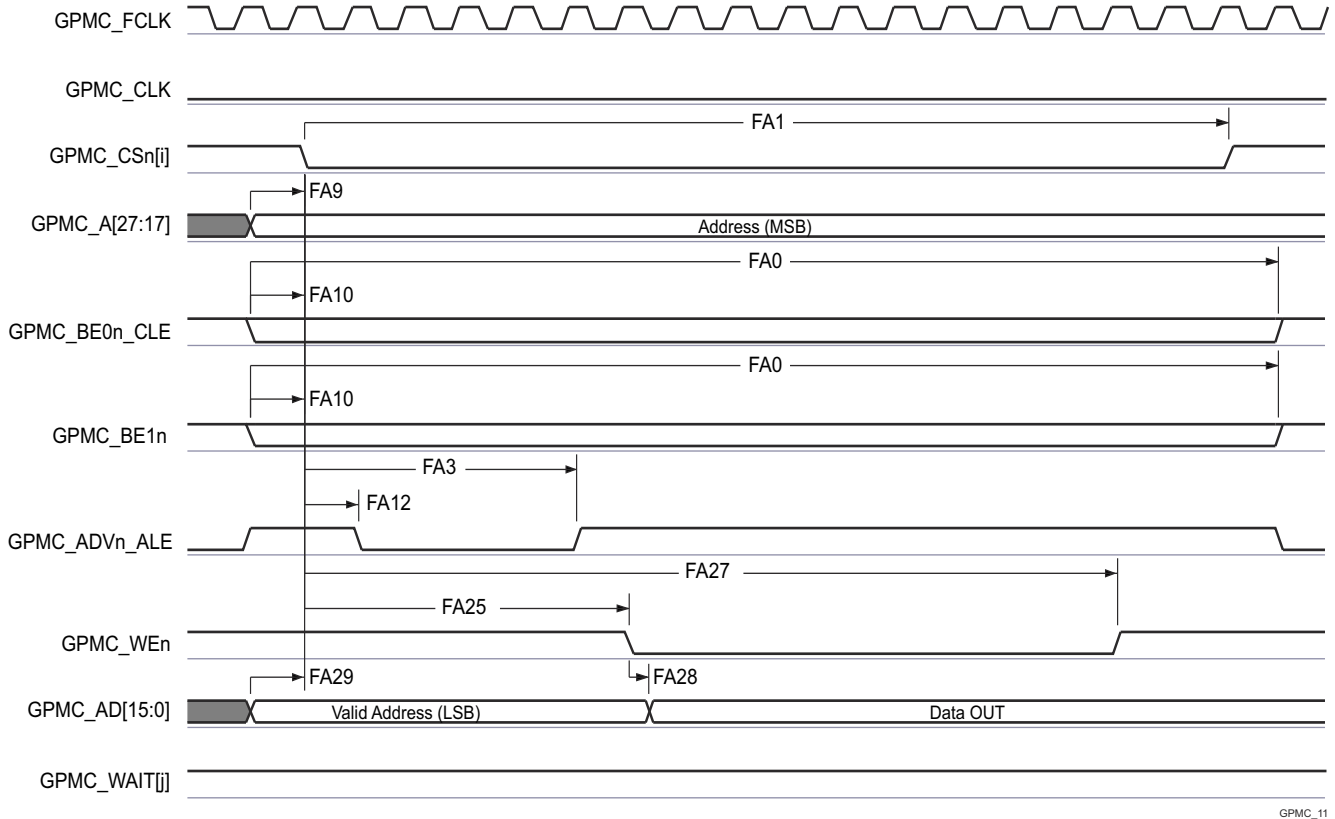 GPMC_FCLK
GPMC_CLK
FA1
GPMC_CSn[i]
FA9
GPMC_A[27:17]
Address (MSB)
FA0
FA10
GPMC_BE0n_CLE
FA0
FA10
GPMC_BE1n
FA3
FA12
GPMC_ADVn_ALE
FA27
FA25
GPMC_WEn
FA29
FA28
GPMC_AD[15:0]
Valid Address (LSB)
Data OUT
GPMC_WAIT[j]
GPMC_11